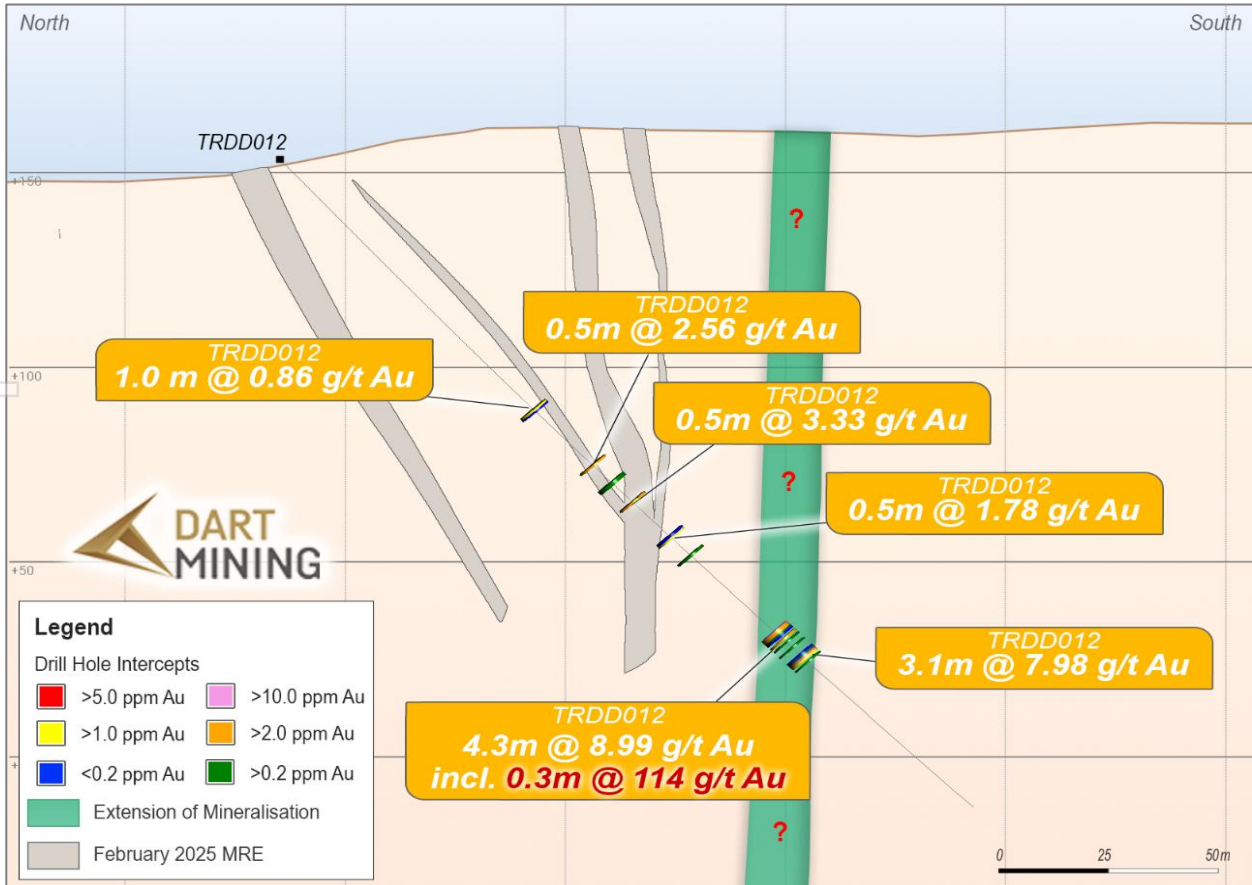 North
South
TRDD012
+150
?
TRDD012
0.5m @ 2.56 g/t Au
TRDD012
1.0 m @ 0.86 g/t Au
+100
TRDD012
0.5m @ 3.33 g/t Au
?
TRDD012
0.5m @ 1.78 g/t Au
DART
MINING
+50
TRDD012
3.1m @ 7.98 g/t Au
TRDD012
4.3m @ 8.99 g/t Au
incl. 0.3m @ 114 g/t Au
?
Legend
Drill Hole Intercepts
>5.0 ppm Au
>10.0 ppm Au
>1.0 ppm Au
>2.0 ppm Au
<0.2 ppm Au
>0.2 ppm Au
Extension of Mineralisation
February 2025 MRE
0 25 50m